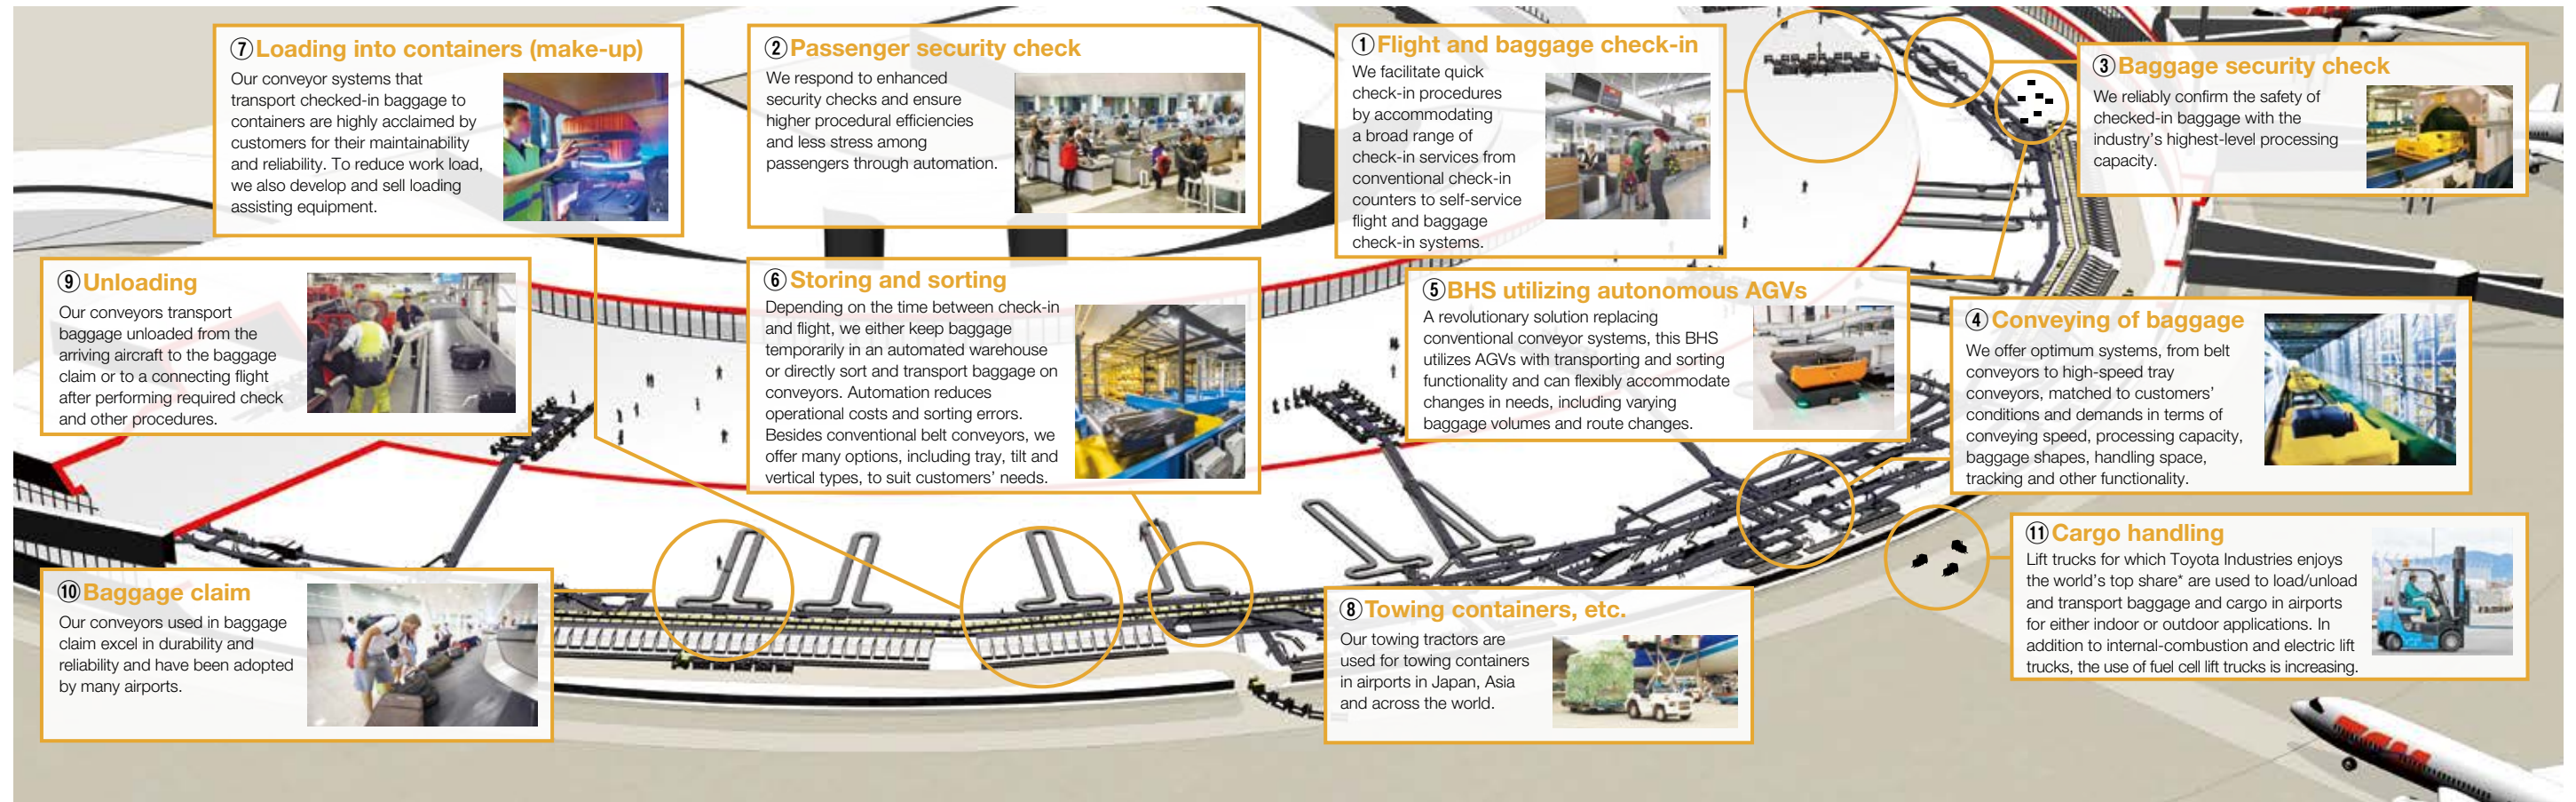 ⑦Loading into containers (make-up)
Our conveyor systems that
transport checked-in baggage to
containers are highly acclaimed by
customers for their maintainability
and reliability. To reduce work load,
we also develop and sell loading
assisting equipment.
②Passenger security check
We respond to enhanced
security checks and ensure
higher procedural efficiencies
and less stress among
passengers through automation.
①Flight and baggage check-in
We facilitate quick
check-in procedures
by accommodating
a broad range of
check-in services from
conventional check-in
counters to self-service
flight and baggage
check-in systems.
③Baggage security check
We reliably confirm the safety of
checked-in baggage with the
industry's highest-level processing
capacity.
⑨Unloading
Our conveyors transport
baggage unloaded from the
arriving aircraft to the baggage
claim or to a connecting flight
after performing required check
and other procedures.
⑥Storing and sorting
Depending on the time between check-in
and flight, we either keep baggage
temporarily in an automated warehouse
or directly sort and transport baggage on
conveyors. Automation reduces
operational costs and sorting errors.
Besides conventional belt conveyors, we
offer many options, including tray, tilt and
vertical types, to suit customers' needs.
⑤BHS utilizing autonomous AGVs
A revolutionary solution replacing
conventional conveyor systems, this BHS
utilizes AGVs with transporting and sorting
functionality and can flexibly accommodate
changes in needs, including varying
baggage volumes and route changes.
④Conveying of baggage
We offer optimum systems, from belt
conveyors to high-speed tray
conveyors, matched to customers'
conditions and demands in terms of
conveying speed, processing capacity,
baggage shapes, handling space,
tracking and other functionality.
⑩Baggage claim
Our conveyors used in baggage
claim excel in durability and
reliability and have been adopted
by many airports.
⑧Towing containers, etc.
Our towing tractors are
used for towing containers
in airports in Japan, Asia
and across the world.
⑪Cargo handling
Lift trucks for which Toyota Industries enjoys
the world's top share* are used to load/unload
and transport baggage and cargo in airports
for either indoor or outdoor applications. In
addition to internal-combustion and electric lift
trucks, the use of fuel cell lift trucks is increasing.